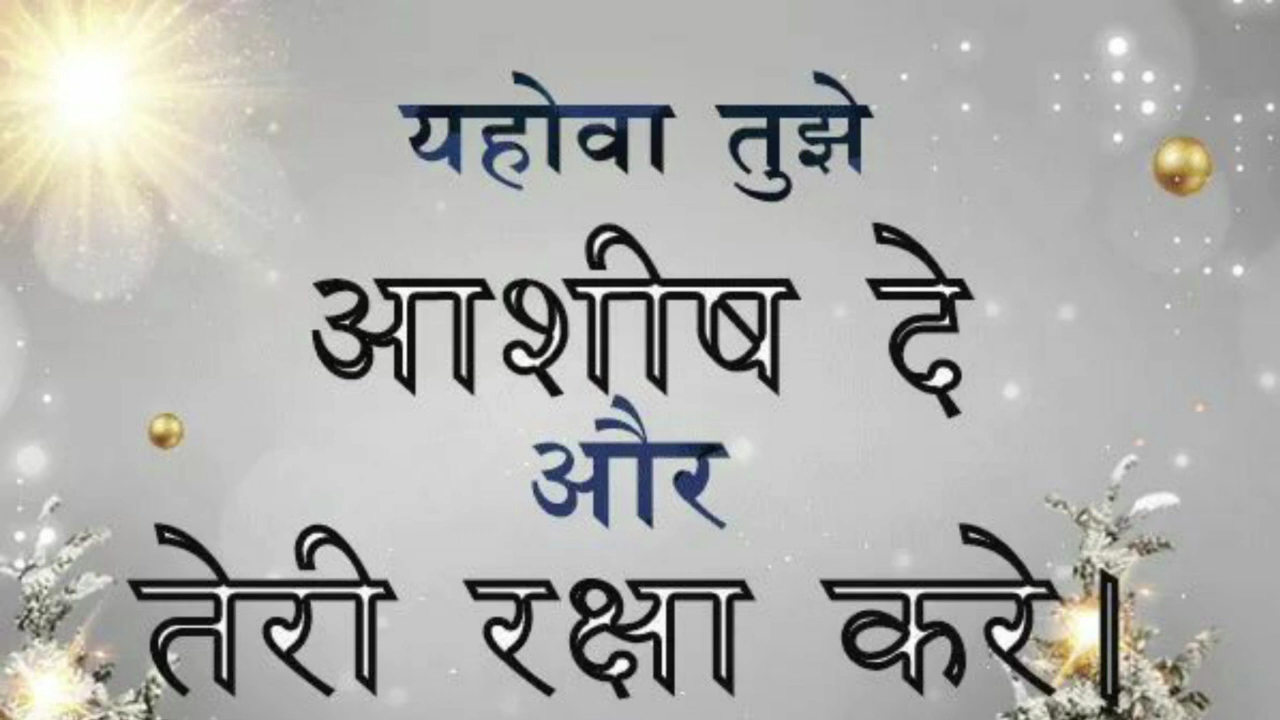 यहोवा तुझे
आशीष दे
और
तेरी रक्षा करे।